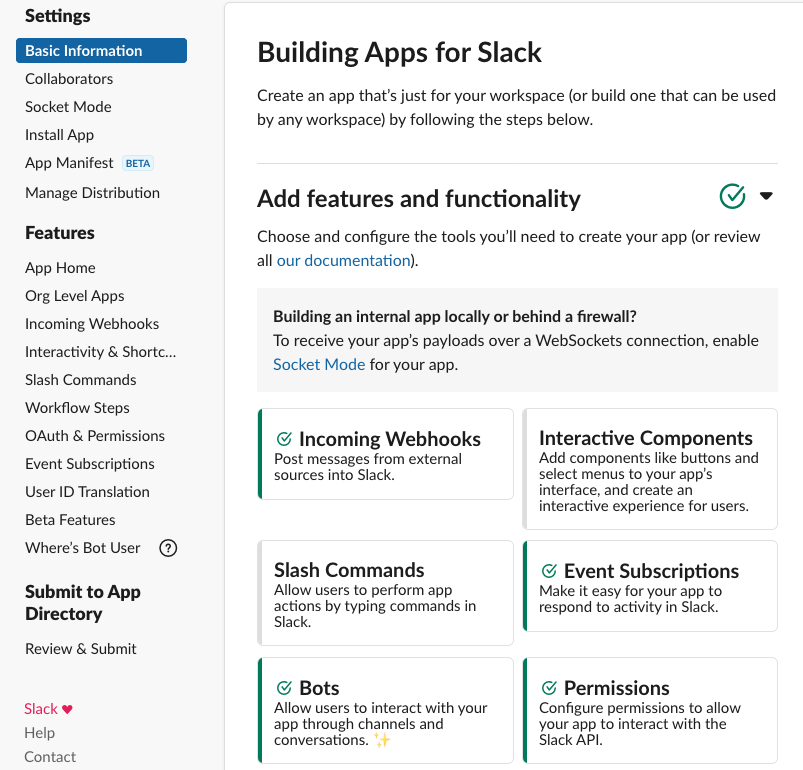 Settings
Basic Information
Collaborators
Socket Mode
Install App
App Manifest BETA
Manage Distribution
Features
App Home
Org Level Apps
Incoming Webhooks
Interactivity & Shortc...
Slash Commands
Workflow Steps
OAuth & Permissions
Event Subscriptions
User ID Translation
Beta Features
Where's Bot User ?
Submit to App
Directory
Review & Submit
Slack ♥
Help
Contact
Building Apps for Slack
Create an app that's just for your workspace (or build one that can be used
by any workspace) by following the steps below.
Add features and functionality
Choose and configure the tools you'll need to create your app (or review
all our documentation).
Building an internal app locally or behind a firewall?
To receive your app's payloads over a WebSockets connection, enable
Socket Mode for your app.
Incoming Webhooks
Post messages from external
sources into Slack.
Interactive Components
Add components like buttons and
select menus to your app's
interface, and create an
interactive experience for users.
Slash Commands
Allow users to perform app
actions by typing commands in
Slack.
Event Subscriptions
Make it easy for your app to
respond to activity in Slack.
Bots
Allow users to interact with your
app through channels and
conversations. ✨
Permissions
Configure permissions to allow
your app to interact with the
Slack API.